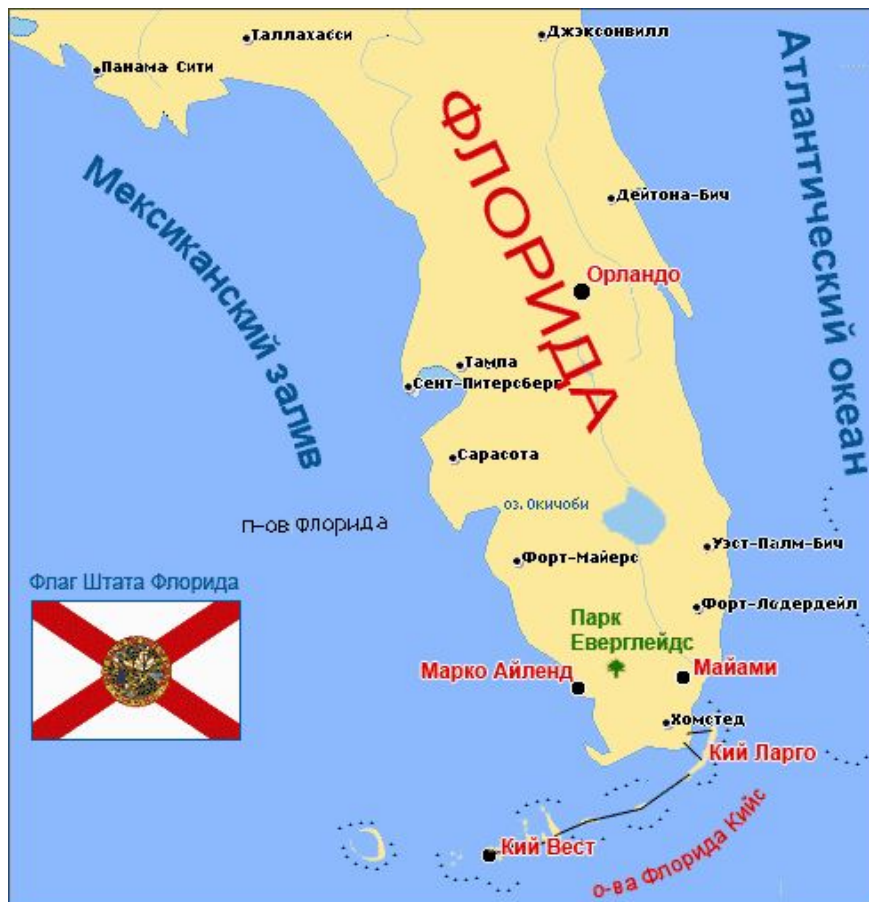 Таллахасси
Джэксонвилл
Панама Сити
Атлантический океан
ФЛОРИДА
Мексиканский залив
Дейтона-Бич
Орландо
Тампа
Сент-Питерсберг
Сарасота
оз. Окичоби
п-ов Флорида
Уэст-Палм-Бич
Форт-Майерс
Флаг Штата Флорида
Форт-Лодердейл
Парк
Еверглейдс
Марко Айленд
Майами
Хомстед
Кий Ларго
Кий Вест
о-ва Флорида Кийс